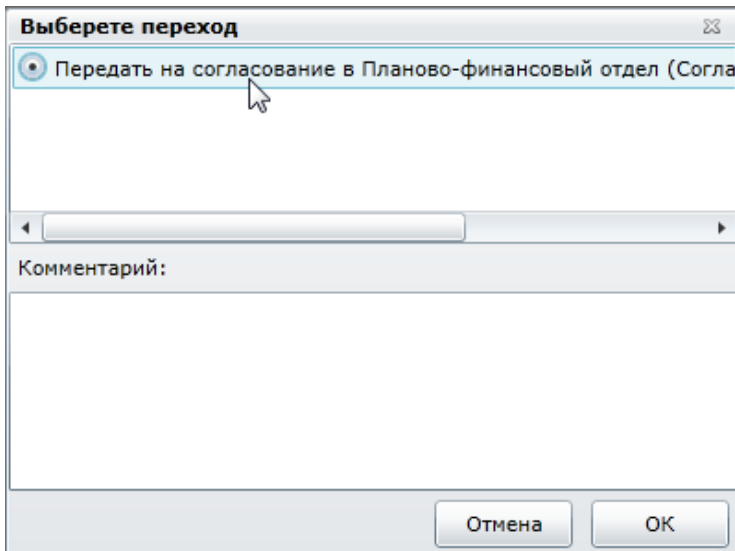 Выберете переход
Передать на согласование в Планово-финансовый отдел (Согла
Комментарий:
Отмена
ОК